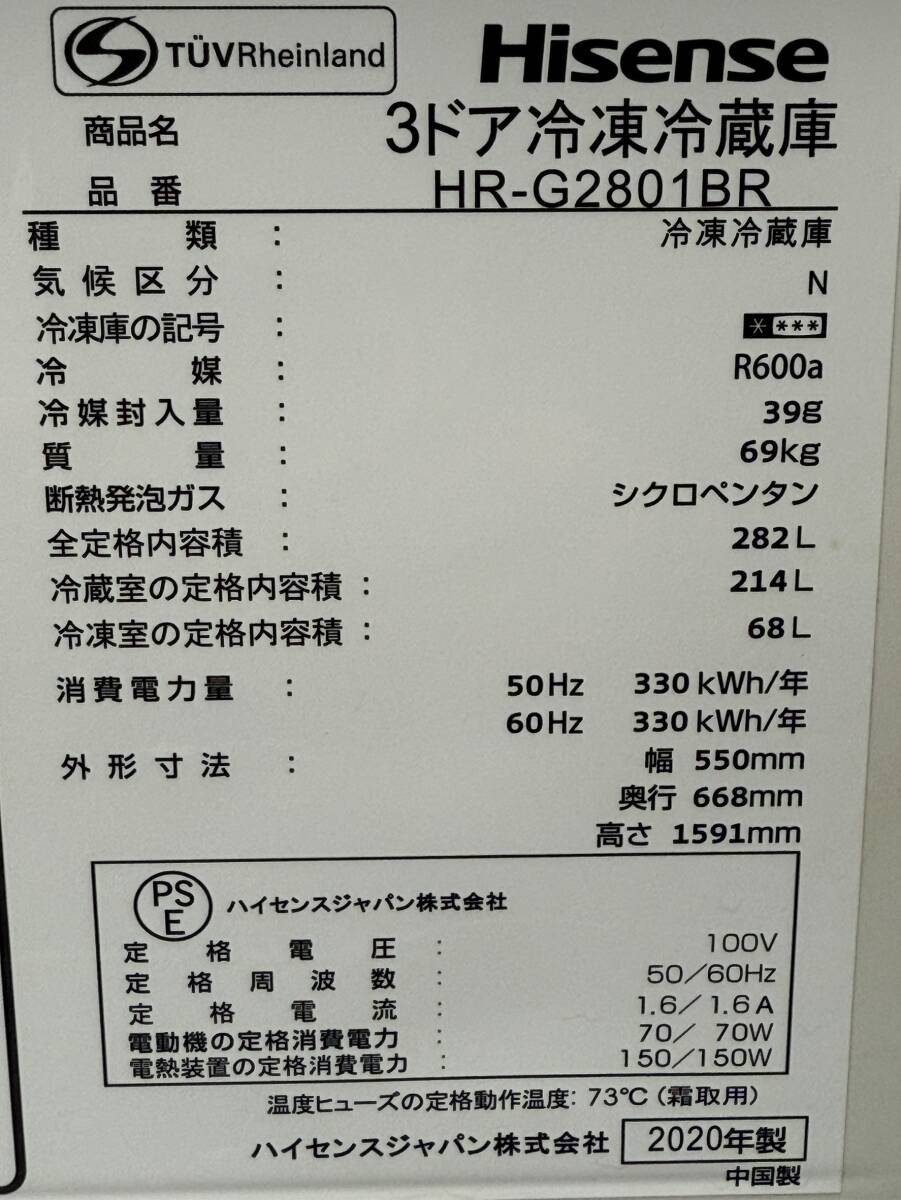 TÜVRheinland
Hisense
商品名 3ドア冷凍冷蔵庫
品番 HR-G2801BR
種類 : 冷凍冷蔵庫
気候区分 : N
冷凍庫の記号 : * ***
冷媒 : R600a
冷媒封入量 : 39g
質量 : 69kg
断熱発泡ガス : シクロペンタン
全定格内容積 : 282L
冷蔵室の定格内容積 : 214L
冷凍室の定格内容積 : 68L
消費電力量 : 50Hz 330kWh/年
60Hz 330kWh/年
外形寸法 : 幅 550mm
奥行 668mm
高さ 1591mm
PS
E
ハイセンスジャパン株式会社
定格電圧 : 100V
定格周波数 : 50/60Hz
定格電流 : 1.6/1.6A
電動機の定格消費電力 : 70/ 70W
電熱装置の定格消費電力 : 150/150W
温度ヒューズの定格動作温度: 73℃(霜取用)
ハイセンスジャパン株式会社 2020年製
中国製